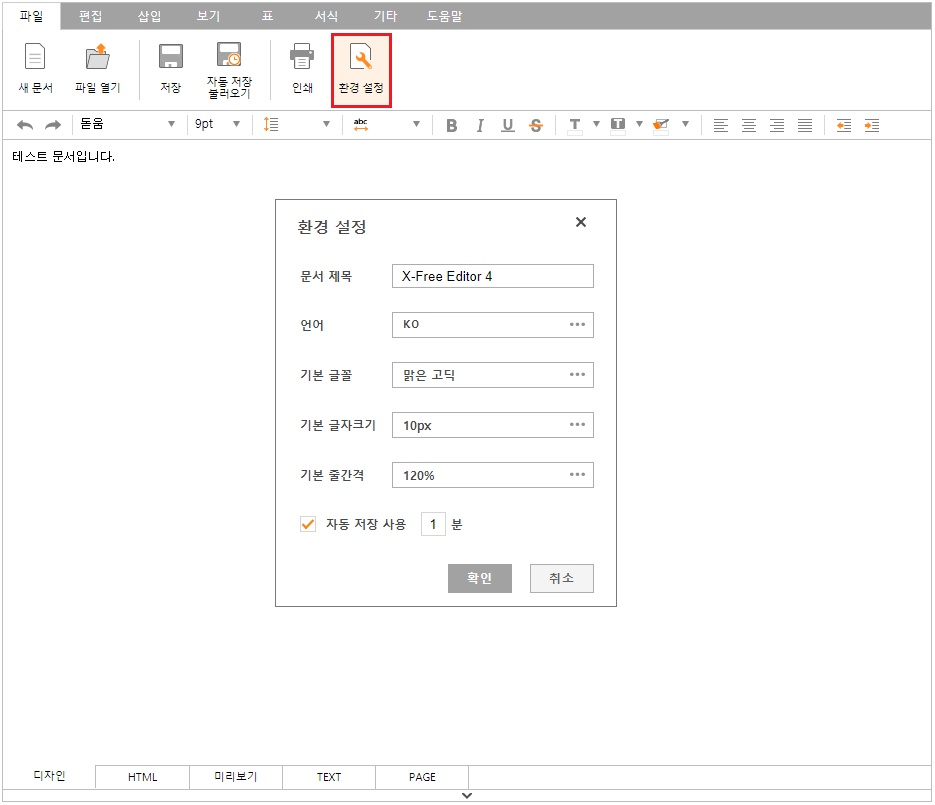 파일 편집 삽입 보기 표 서식 기타 도움말
새 문서 파일 열기 저장 자동 저장 불러오기 인쇄 환경 설정
돋움 9pt abc B I U S T T
테스트 문서입니다.
환경 설정 ×
문서 제목 X-Free Editor 4
언어 KO •••
기본 글꼴 맑은 고딕 •••
기본 글자크기 10px •••
기본 줄간격 120% •••
자동 저장 사용 1 분
확인 취소
디자인 HTML 미리보기 TEXT PAGE